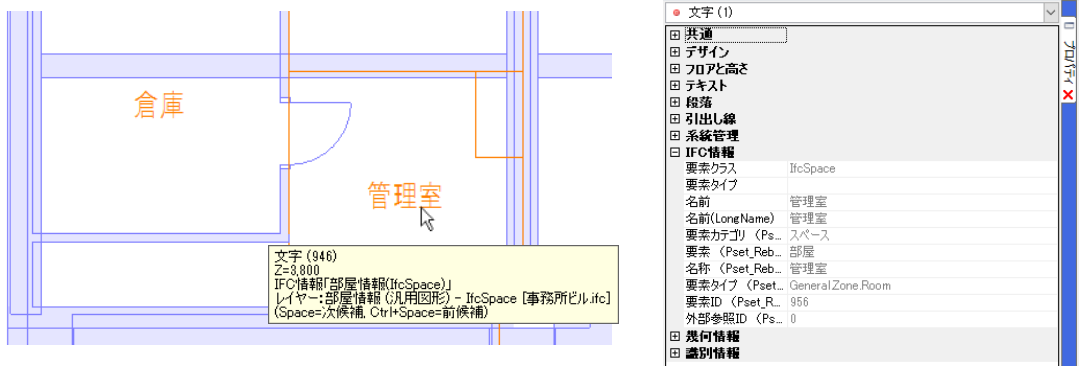 倉庫
管理室
文字 (946)
Z=3,800
IFC情報「部屋情報(IfcSpace)」
レイヤー：部屋情報 (汎用図形) - IfcSpace [事務所ビル.ifc]
(Space=次候補, Ctrl+Space=前候補)
文字 (1)
プロパティ
共通
デザイン
フロアと高さ
テキスト
段落
引出し線
系統管理
IFC情報
要素クラス IfcSpace
要素タイプ
名前 管理室
名前(LongName) 管理室
要素カテゴリ (Ps... スペース
要素 (Pset_Reb... 部屋
名称 (Pset_Reb... 管理室
要素タイプ (Pset... GeneralZone.Room
要素ID (Pset_R... 956
外部参照ID (Ps... 0
幾何情報
識別情報